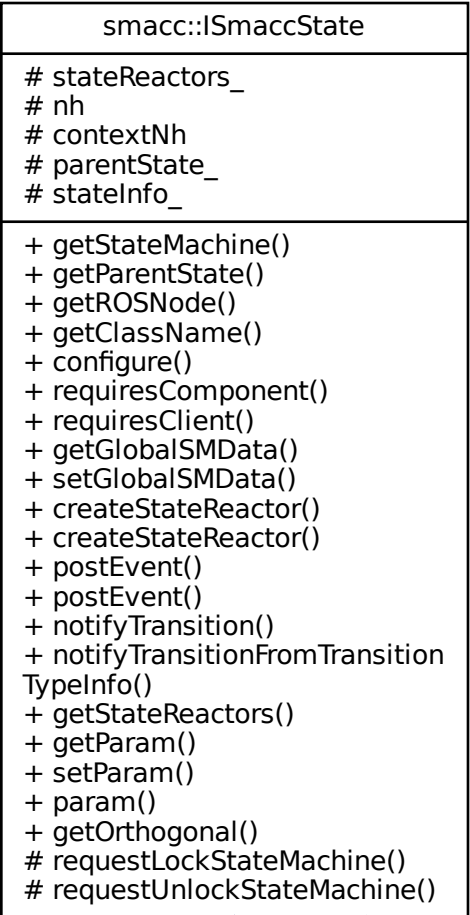 smacc::ISmaccState
# stateReactors_
# nh
# contextNh
# parentState_
# stateInfo_
+ getStateMachine()
+ getParentState()
+ getROSNode()
+ getClassName()
+ configure()
+ requiresComponent()
+ requiresClient()
+ getGlobalSMData()
+ setGlobalSMData()
+ createStateReactor()
+ createStateReactor()
+ postEvent()
+ postEvent()
+ notifyTransition()
+ notifyTransitionFromTransition
TypeInfo()
+ getStateReactors()
+ getParam()
+ setParam()
+ param()
+ getOrthogonal()
# requestLockStateMachine()
# requestUnlockStateMachine()